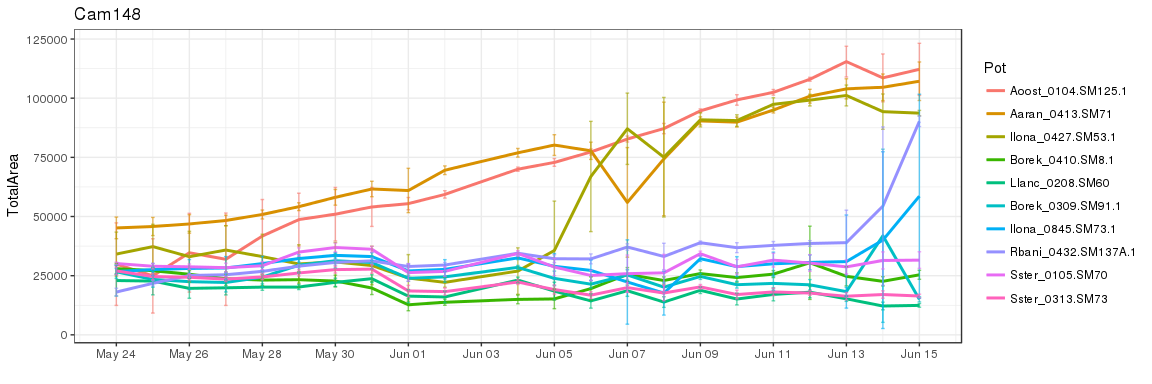 Cam148
TotalArea
125000
100000
75000
50000
25000
0
May 24
May 26
May 28
May 30
Jun 01
Jun 03
Jun 05
Jun 07
Jun 09
Jun 11
Jun 13
Jun 15
Pot
Aoost_0104.SM125.1
Aaran_0413.SM71
Ilona_0427.SM53.1
Borek_0410.SM8.1
Llanc_0208.SM60
Borek_0309.SM91.1
Ilona_0845.SM73.1
Rbani_0432.SM137A.1
Sster_0105.SM70
Sster_0313.SM73